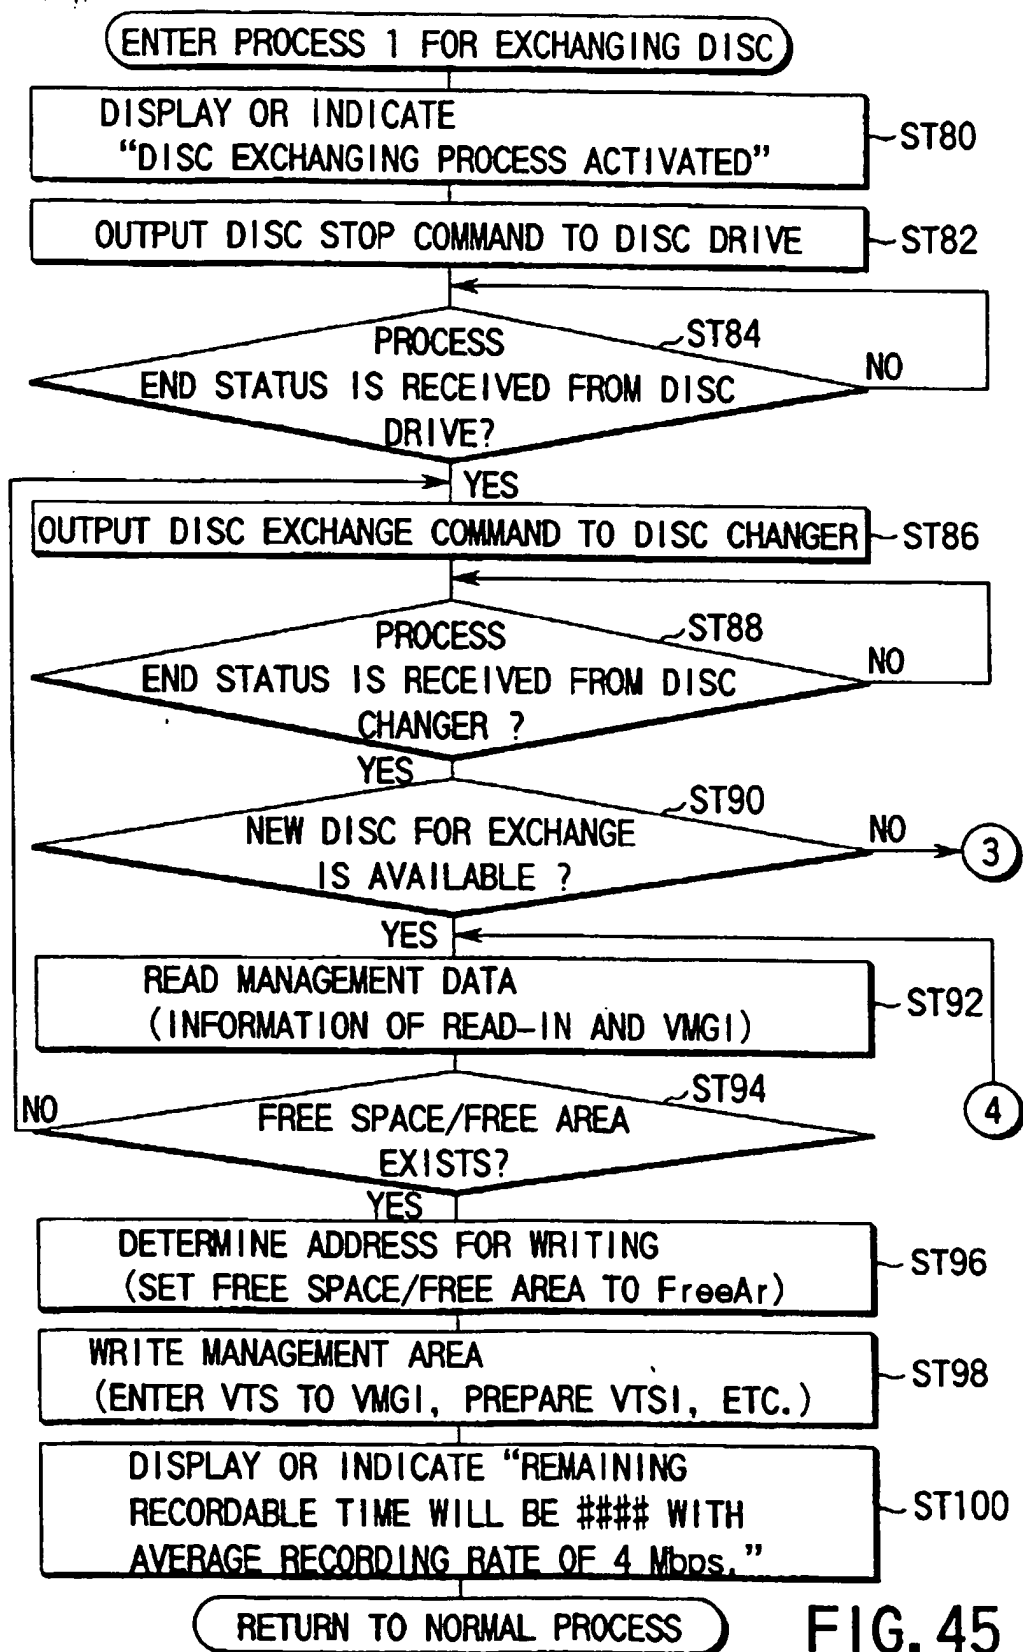 ENTER PROCESS 1 FOR EXCHANGING DISC
DISPLAY OR INDICATE
“DISC EXCHANGING PROCESS ACTIVATED”
ST80
OUTPUT DISC STOP COMMAND TO DISC DRIVE
ST82
ST84
PROCESS
END STATUS IS RECEIVED FROM DISC
DRIVE?
NO
YES
OUTPUT DISC EXCHANGE COMMAND TO DISC CHANGER
ST86
ST88
PROCESS
END STATUS IS RECEIVED FROM DISC
CHANGER ?
NO
YES
ST90
NEW DISC FOR EXCHANGE
IS AVAILABLE ?
NO
3
YES
READ MANAGEMENT DATA
(INFORMATION OF READ-IN AND VMGI)
ST92
ST94
NO
FREE SPACE/FREE AREA
EXISTS?
4
YES
DETERMINE ADDRESS FOR WRITING
(SET FREE SPACE/FREE AREA TO FreeAr)
ST96
WRITE MANAGEMENT AREA
(ENTER VTS TO VMGI, PREPARE VTSI, ETC.)
ST98
DISPLAY OR INDICATE “REMAINING
RECORDABLE TIME WILL BE #### WITH
AVERAGE RECORDING RATE OF 4 Mbps.”
ST100
RETURN TO NORMAL PROCESS
FIG. 45